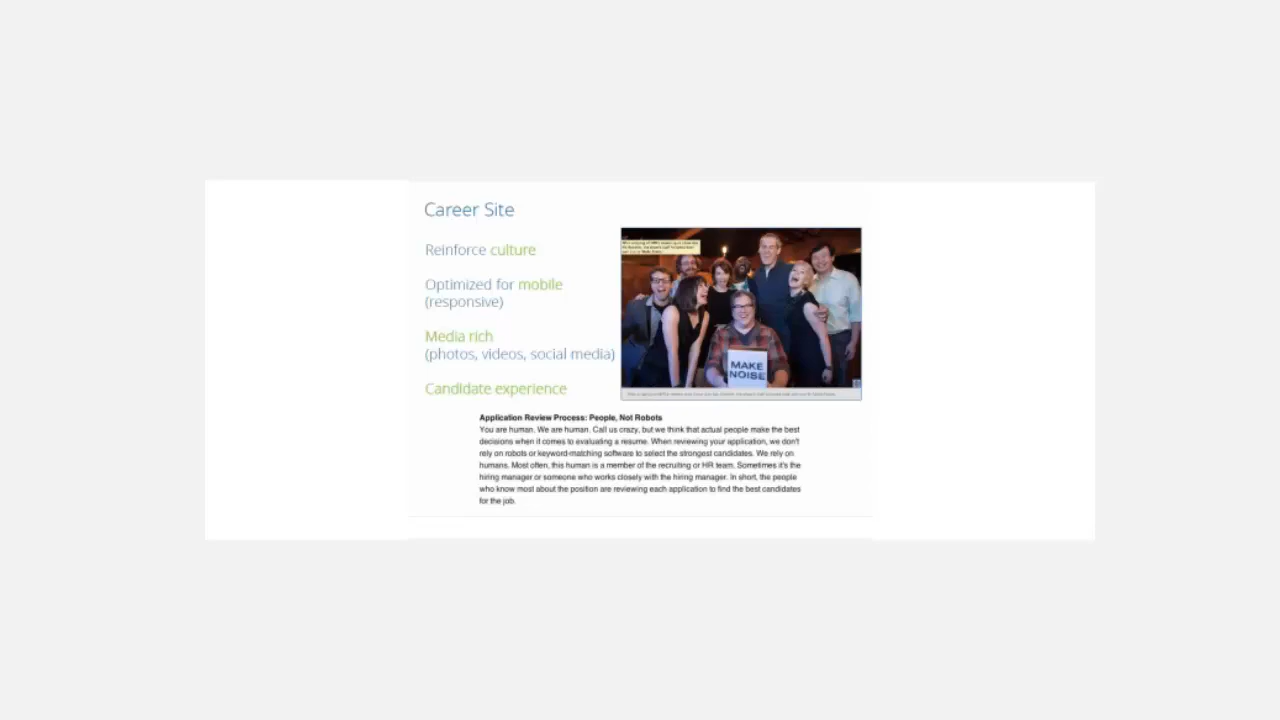 Career Site
Reinforce culture
Optimized for mobile
(responsive)
Media rich
(photos, videos, social media)
Candidate experience
MAKE
NOISE
Application Review Process: People, Not Robots
You are human. We are human. Call us crazy, but we think that actual people make the best
decisions when it comes to evaluating a resume. When reviewing your application, we don't
rely on robots or keyword-matching software to select the strongest candidates. We rely on
humans. Most often, this human is a member of the recruiting or HR team. Sometimes it's the
hiring manager or someone who works closely with the hiring manager. In short, the people
who know most about the position are reviewing each application to find the best candidates
for the job.